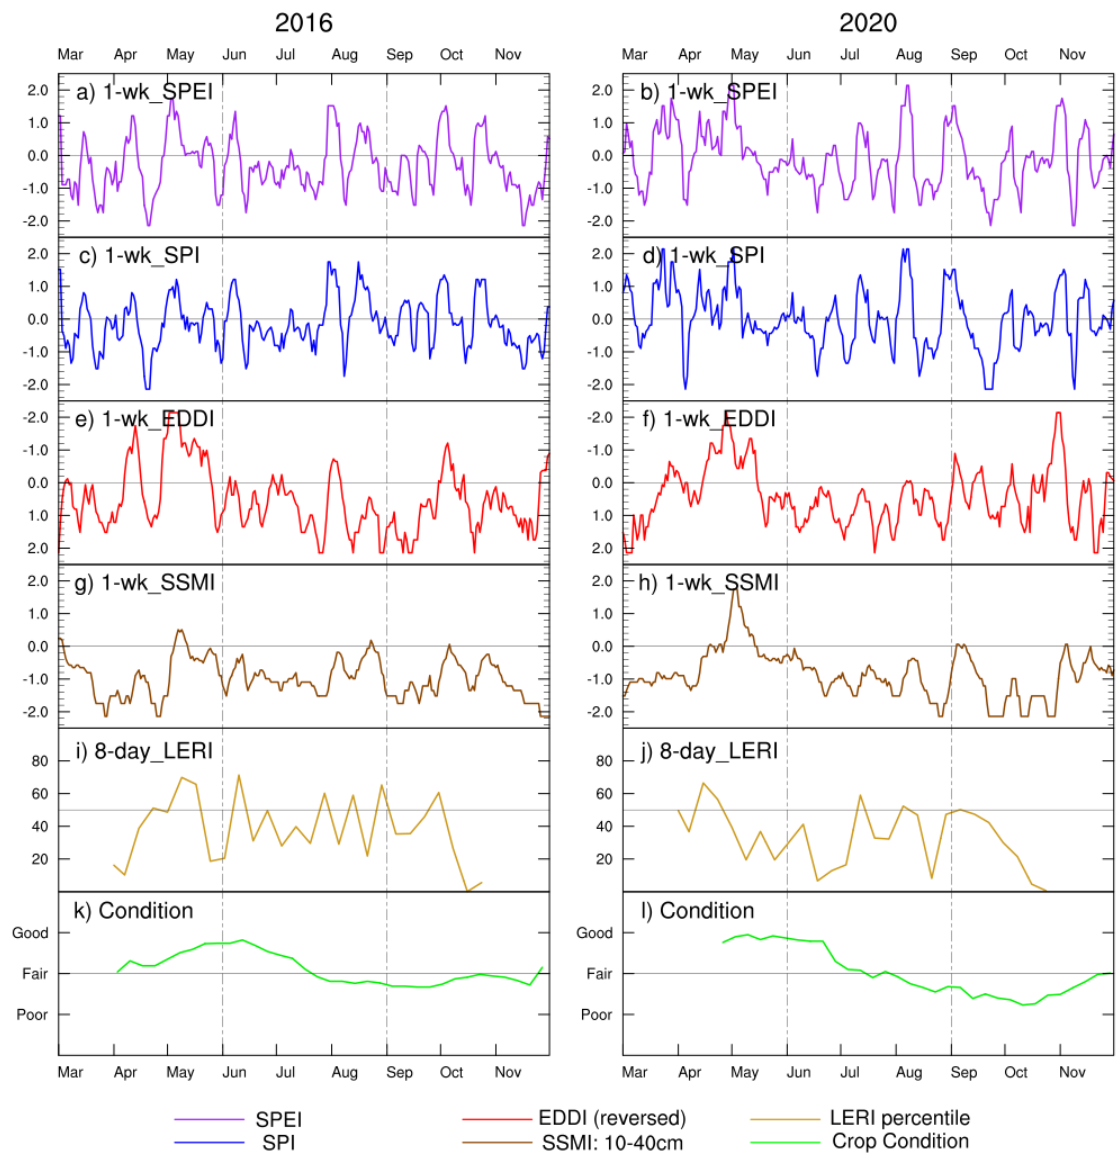 2016 2020
Mar Apr May Jun Jul Aug Sep Oct Nov Mar Apr May Jun Jul Aug Sep Oct Nov
a) 1-wk_SPEI
2.0
1.0
0.0
-1.0
-2.0
b) 1-wk_SPEI
2.0
1.0
0.0
-1.0
-2.0
c) 1-wk_SPI
2.0
1.0
0.0
-1.0
-2.0
d) 1-wk_SPI
2.0
1.0
0.0
-1.0
-2.0
e) 1-wk_EDDI
-2.0
-1.0
0.0
1.0
2.0
f) 1-wk_EDDI
-2.0
-1.0
0.0
1.0
2.0
g) 1-wk_SSMI
2.0
1.0
0.0
-1.0
-2.0
h) 1-wk_SSMI
2.0
1.0
0.0
-1.0
-2.0
i) 8-day_LERI
80
60
40
20
j) 8-day_LERI
80
60
40
20
k) Condition
Good
Fair
Poor
l) Condition
Good
Fair
Poor
Mar Apr May Jun Jul Aug Sep Oct Nov Mar Apr May Jun Jul Aug Sep Oct Nov
SPEI EDDI (reversed) LERI percentile
SPI SSMI: 10-40cm Crop Condition